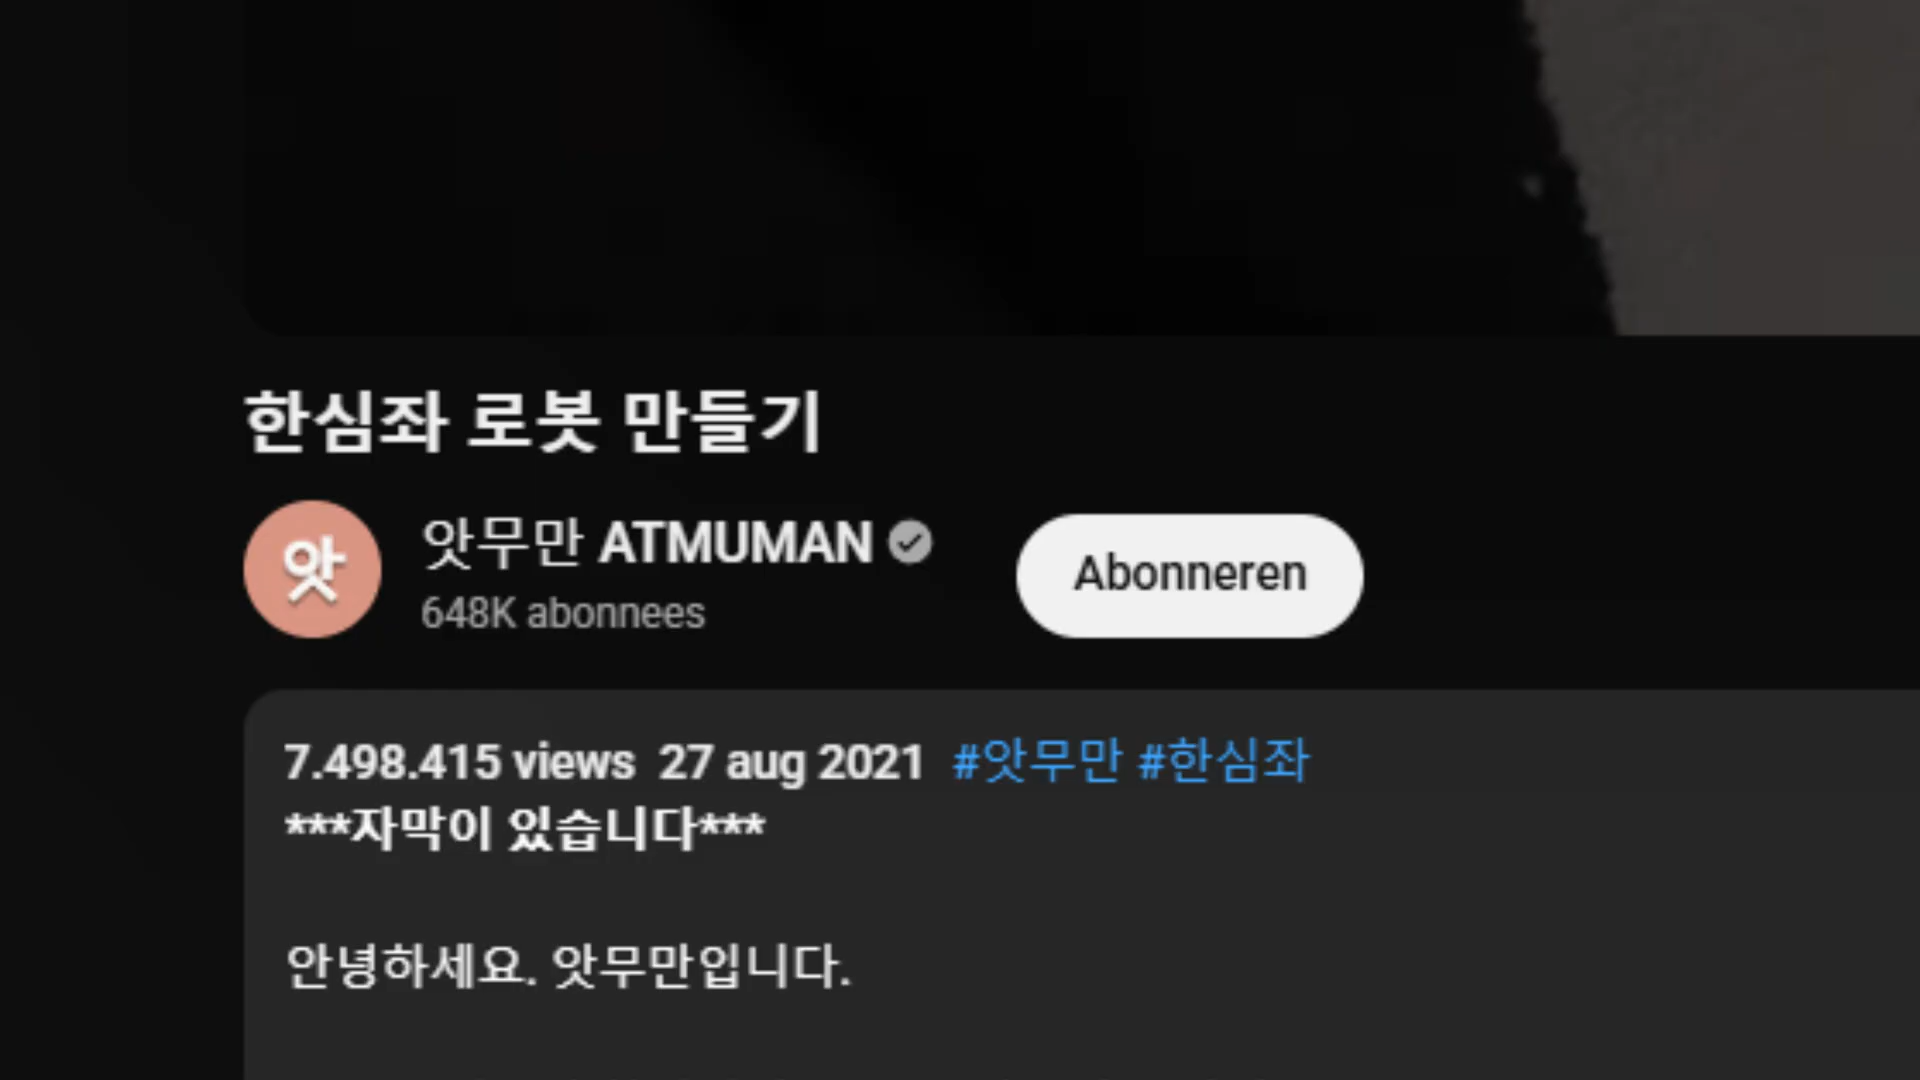 한심좌 로봇 만들기
앗
앗무만 ATMUMAN
648K abonnees
Abonneren
7.498.415 views 27 aug 2021 #앗무만 #한심좌
***자막이 있습니다***
안녕하세요. 앗무만입니다.